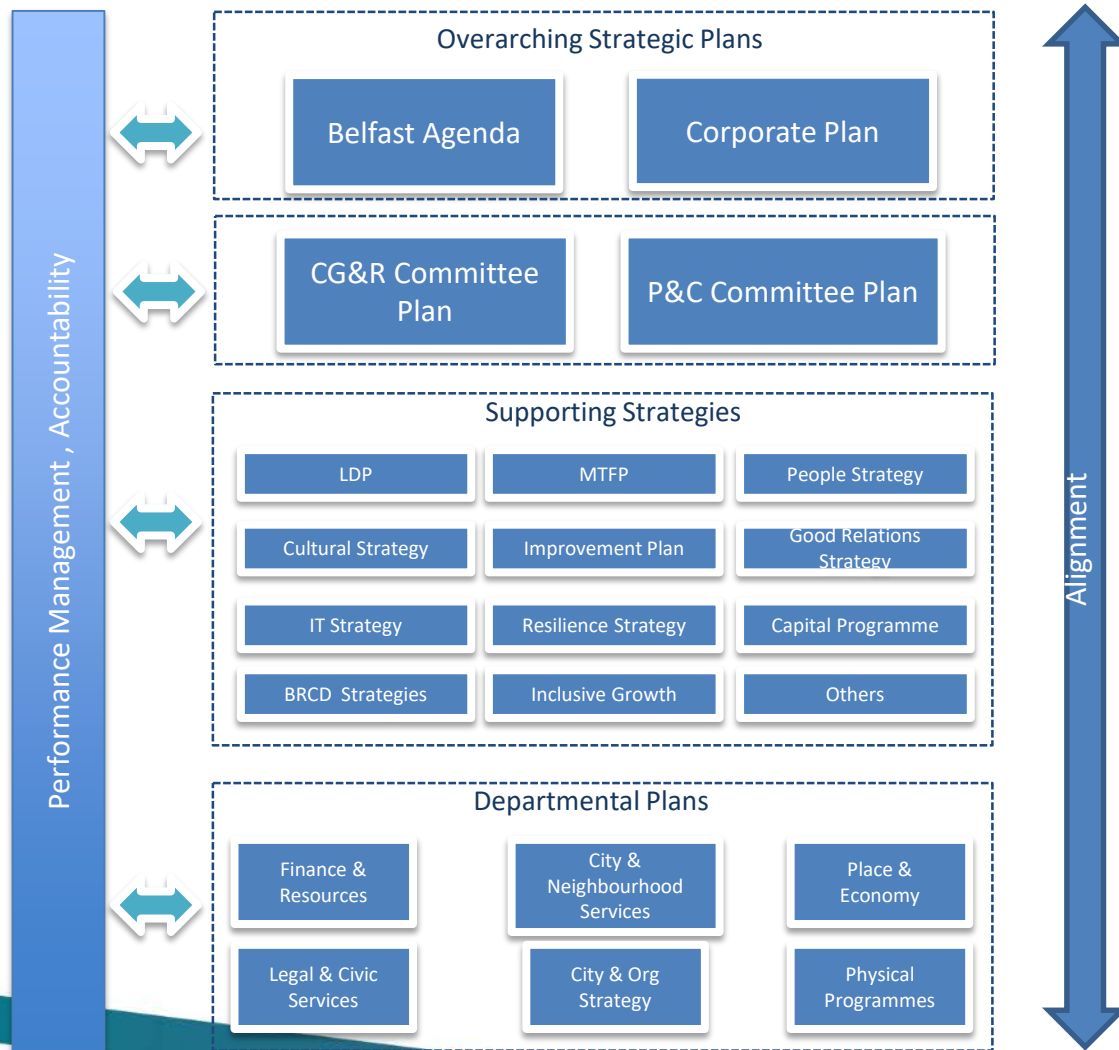 Performance Management , Accountability
Overarching Strategic Plans
Belfast Agenda
Corporate Plan
CG&R Committee
Plan
P&C Committee Plan
Supporting Strategies
LDP
MTFP
People Strategy
Cultural Strategy
Improvement Plan
Good Relations
Strategy
IT Strategy
Resilience Strategy
Capital Programme
BRCD Strategies
Inclusive Growth
Others
Departmental Plans
Finance &
Resources
City &
Neighbourhood
Services
Place &
Economy
Legal & Civic
Services
City & Org
Strategy
Physical
Programmes
Alignment